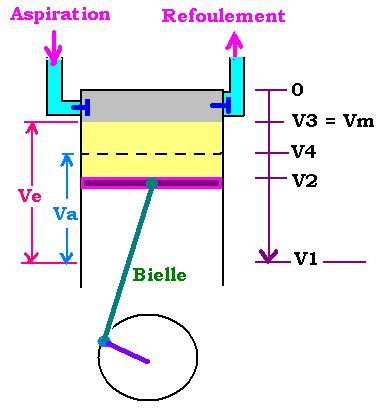 Aspiration
Refoulement
0
V3 = Vm
V4
V2
Ve
Va
V1
Bielle